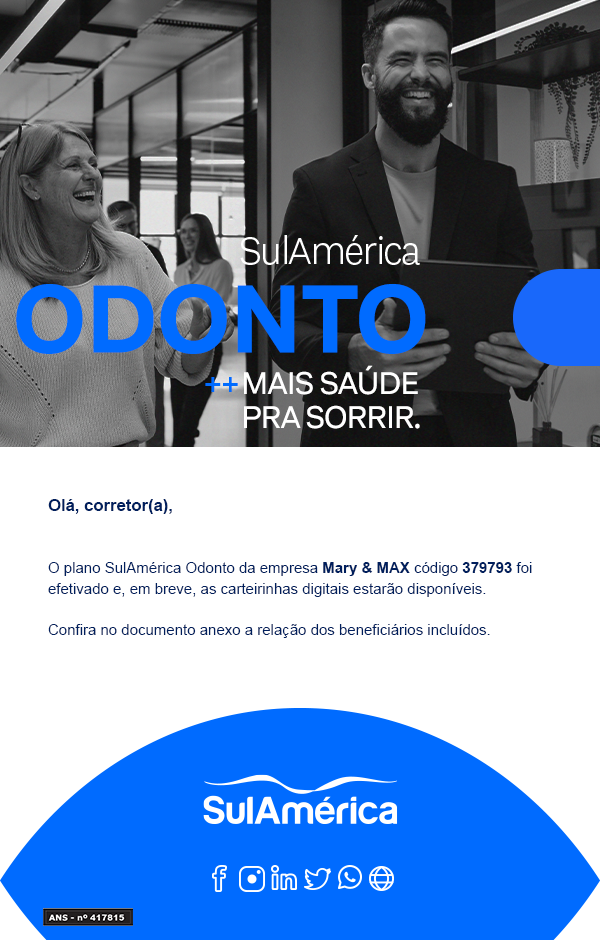 SulAmérica
ODONTO
++MAIS SAÚDE
PRA SORRIR.
Olá, corretor(a),
O plano SulAmérica Odonto da empresa Mary & MAX código 379793 foi
efetivado e, em breve, as carteirinhas digitais estarão disponíveis.
Confira no documento anexo a relação dos beneficiários incluídos.
SulAmérica
ANS - nº 417815